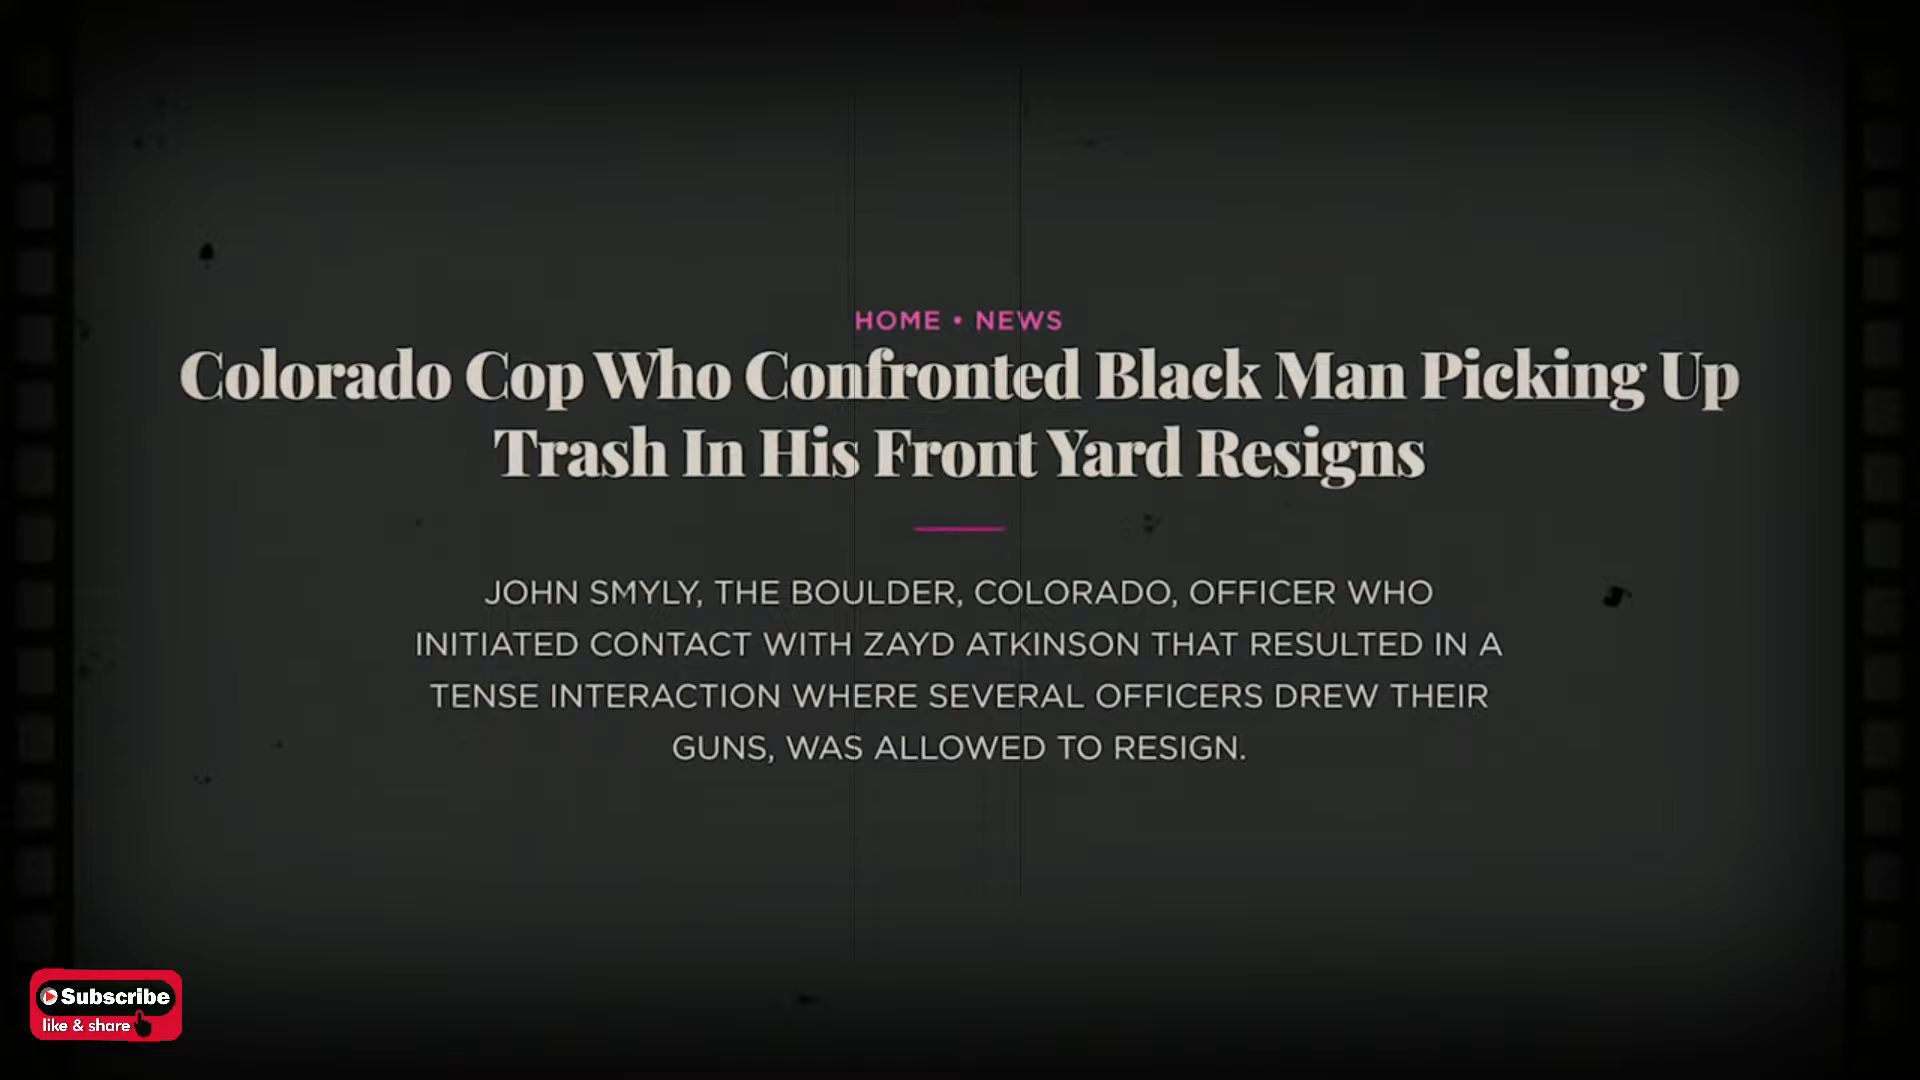 HOME • NEWS
Colorado Cop Who Confronted Black Man Picking Up
Trash In His Front Yard Resigns
JOHN SMYLY, THE BOULDER, COLORADO, OFFICER WHO
INITIATED CONTACT WITH ZAYD ATKINSON THAT RESULTED IN A
TENSE INTERACTION WHERE SEVERAL OFFICERS DREW THEIR
GUNS, WAS ALLOWED TO RESIGN.
Subscribe
like & share